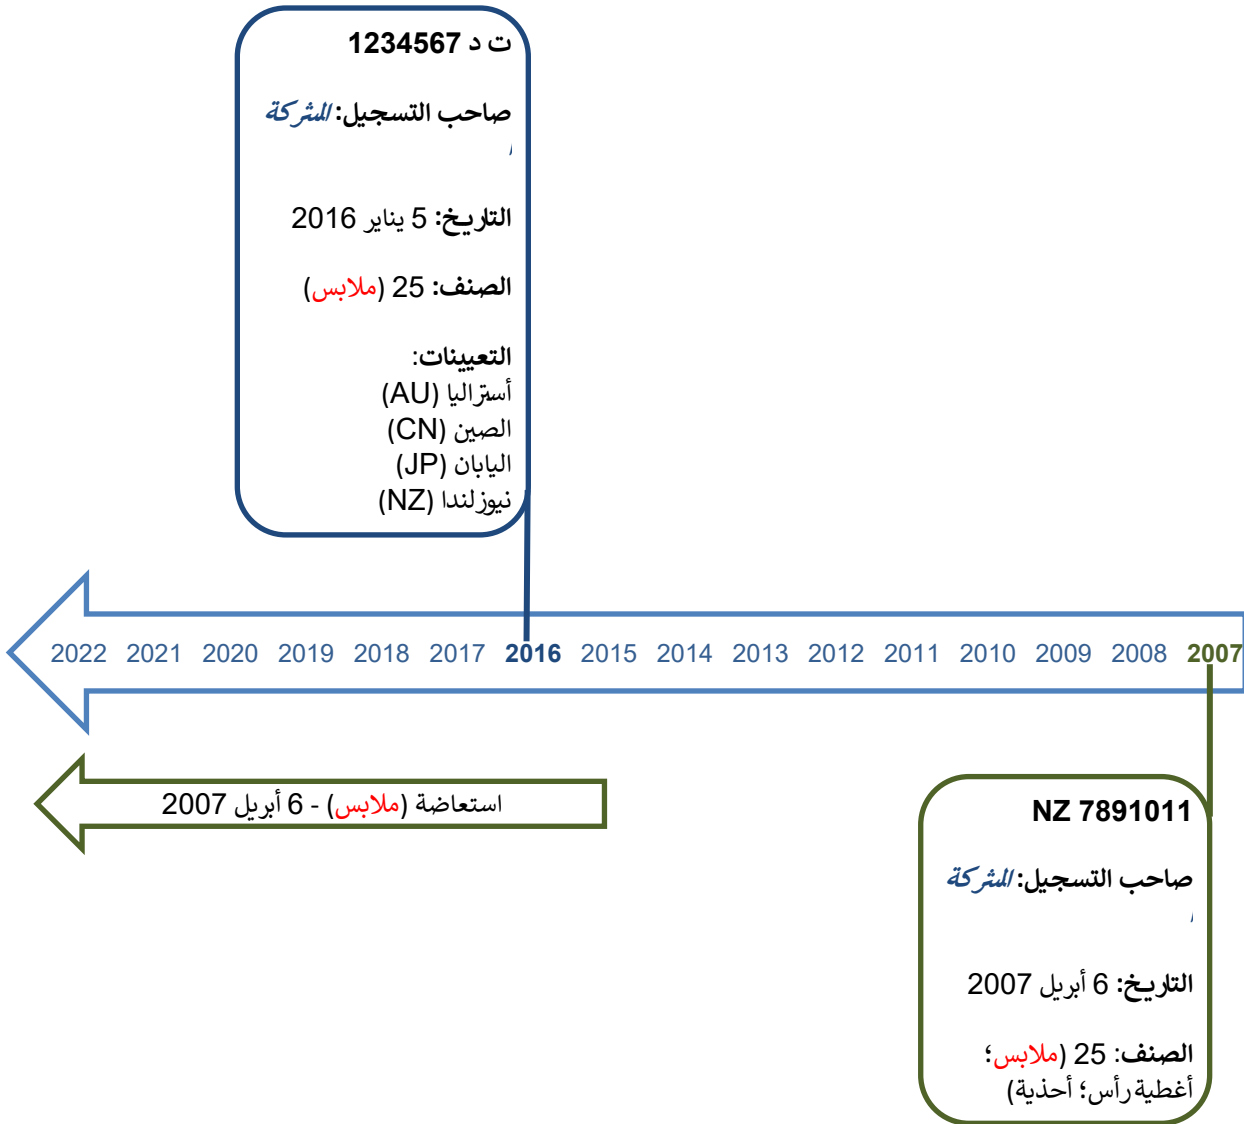 ت د 1234567
صاحب التسجيل: الشركة
ا
التاريخ: 5 يناير 2016
الصنف: 25 (ملابس)
التعيينات:
أستراليا (AU)
الصين (CN)
اليابان (JP)
نيوزلندا (NZ)
2007 2008 2009 2010 2011 2012 2013 2014 2015 2016 2017 2018 2019 2020 2021 2022
استعاضة (ملابس) - 6 أبريل 2007
NZ 7891011
صاحب التسجيل: الشركة
ا
التاريخ: 6 أبريل 2007
الصنف: 25 (ملابس؛
أغطية رأس؛ أحذية)